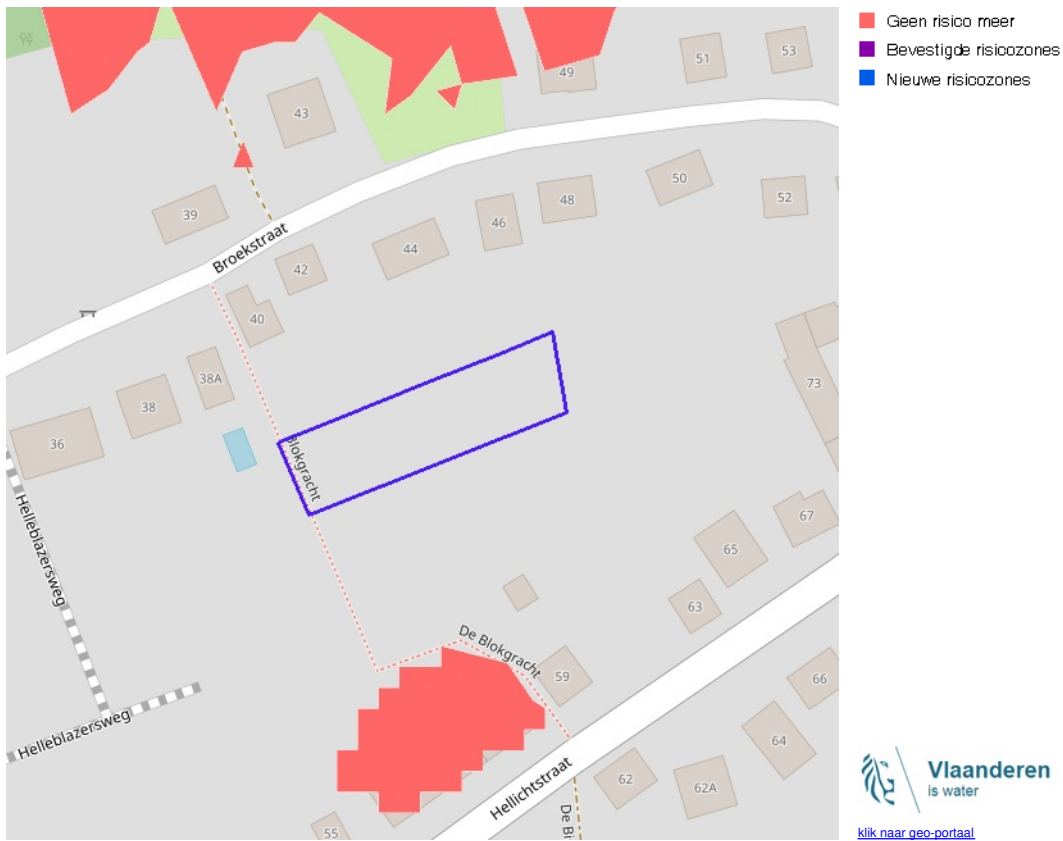 Geen risico meer
Bevestigde risicozones
Nieuwe risicozones
53
51
49
43
50
52
48
39
46
44
Broekstraat
42
40
38A
38
36
73
Blokgracht
67
Helleblazersweg
65
63
De Blokgracht
59
66
Helleblazersweg
64
62
62A
Hellichtstraat
De Bi
55
Vlaanderen
is water
klik naar geo-portaal